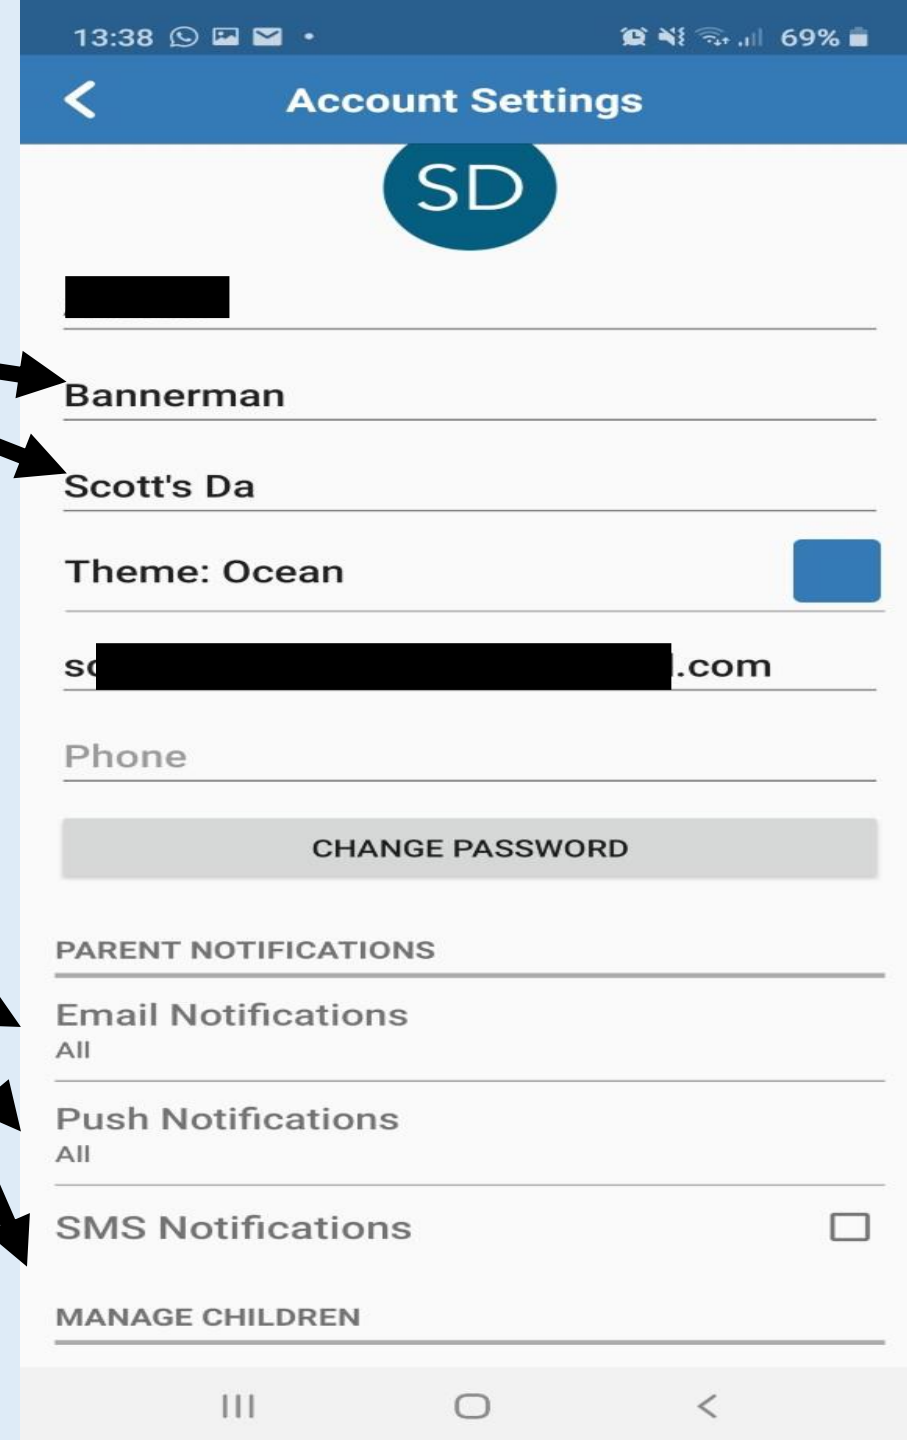 13:38 69%
Account Settings
SD
Bannerman
Scott's Da
Theme: Ocean
.com
Phone
CHANGE PASSWORD
PARENT NOTIFICATIONS
Email Notifications
All
Push Notifications
All
SMS Notifications
MANAGE CHILDREN